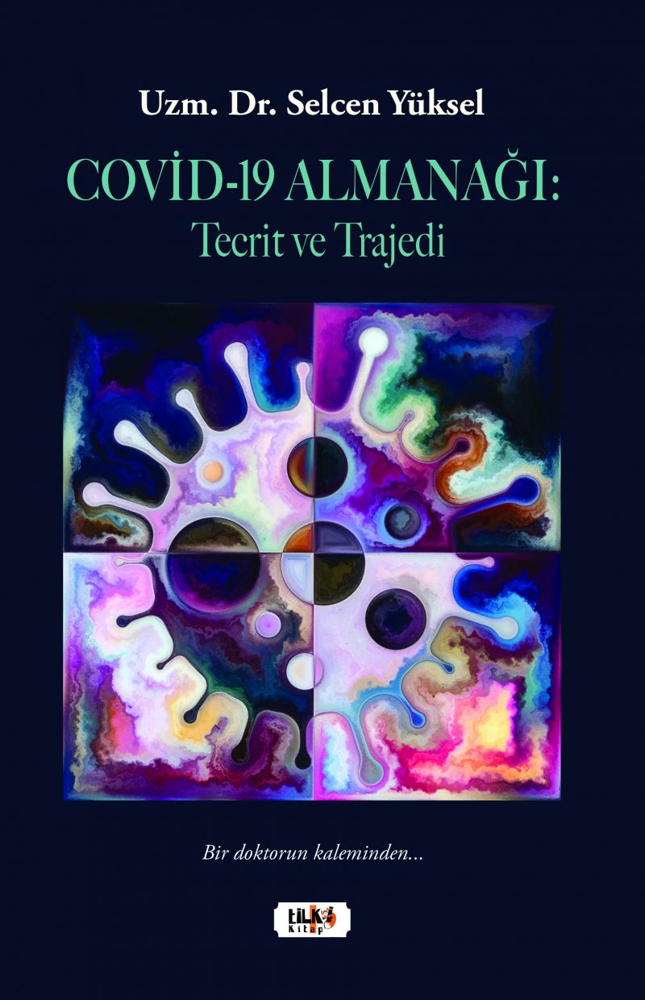 Uzm. Dr. Selcen Yüksel
COVİD-19 ALMANAĞI:
Tecrit ve Trajedi
Bir doktorun kaleminden...
tiLKi
Kitap